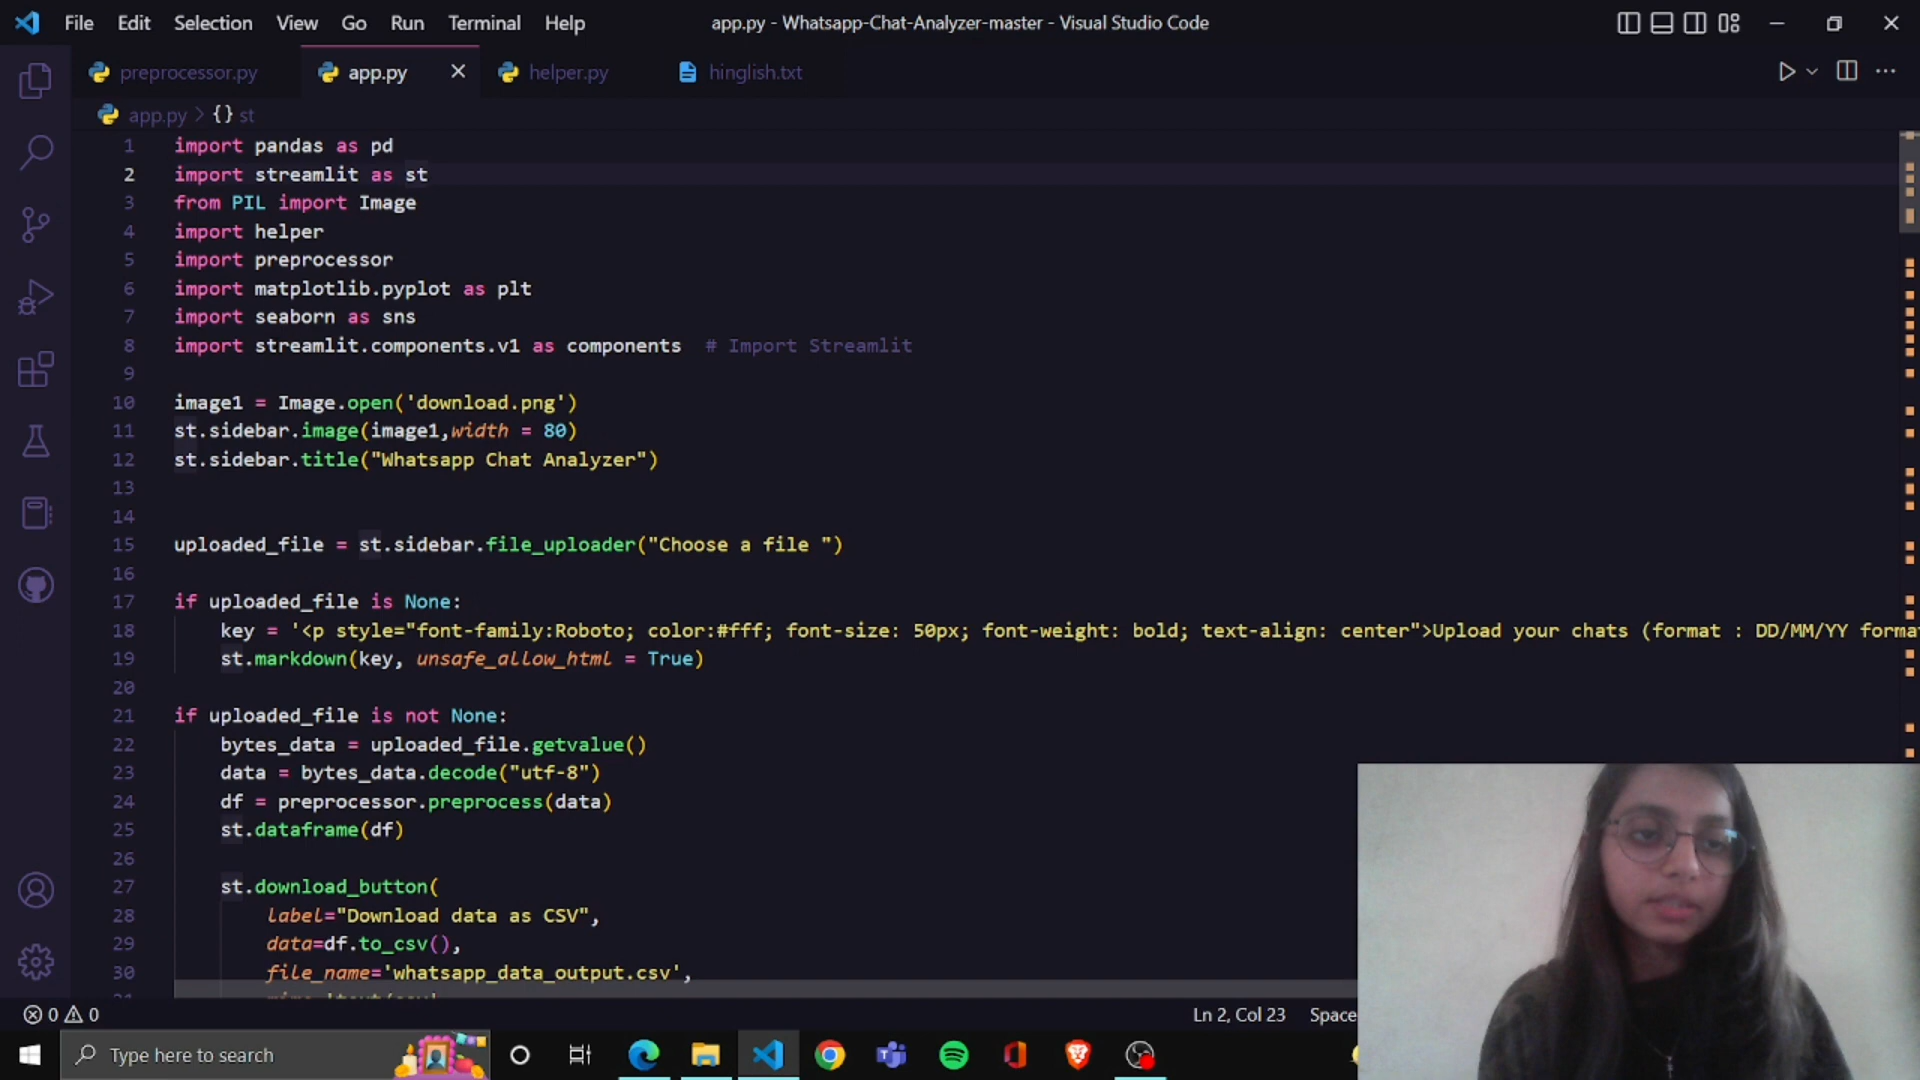 File Edit Selection View Go Run Terminal Help
app.py - Whatsapp-Chat-Analyzer-master - Visual Studio Code
preprocessor.py
app.py
helper.py
hinglish.txt
app.py > {} st
1 import pandas as pd
2 import streamlit as st
3 from PIL import Image
4 import helper
5 import preprocessor
6 import matplotlib.pyplot as plt
7 import seaborn as sns
8 import streamlit.components.v1 as components  # Import Streamlit
9
10 image1 = Image.open('download.png')
11 st.sidebar.image(image1,width = 80)
12 st.sidebar.title("Whatsapp Chat Analyzer")
13
14
15 uploaded_file = st.sidebar.file_uploader("Choose a file ")
16
17 if uploaded_file is None:
18     key = '<p style="font-family:Roboto; color:#fff; font-size: 50px; font-weight: bold; text-align: center">Upload your chats (format : DD/MM/YY forma
19     st.markdown(key, unsafe_allow_html = True)
20
21 if uploaded_file is not None:
22     bytes_data = uploaded_file.getvalue()
23     data = bytes_data.decode("utf-8")
24     df = preprocessor.preprocess(data)
25     st.dataframe(df)
26
27     st.download_button(
28         label="Download data as CSV",
29         data=df.to_csv(),
30         file_name='whatsapp_data_output.csv',
0 0
Ln 2, Col 23
Space
Type here to search